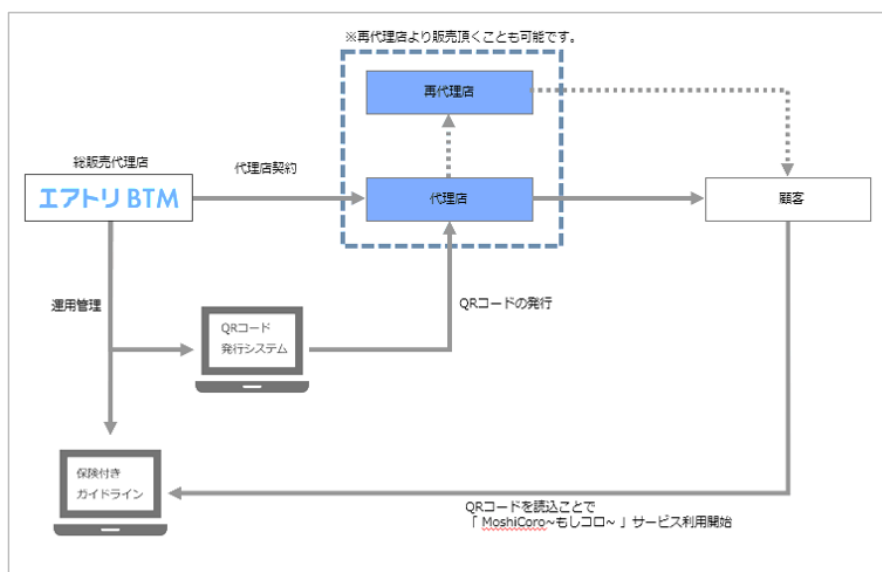 ※再代理店より販売頂くことも可能です。
再代理店
総販売代理店
代理店契約
エアトリ BTM
代理店
顧客
運用管理
QRコードの発行
QRコード
発行システム
保険付き
ガイドライン
QRコードを読込ことで
「 MoshiCoro~もしコロ~ 」サービス利用開始